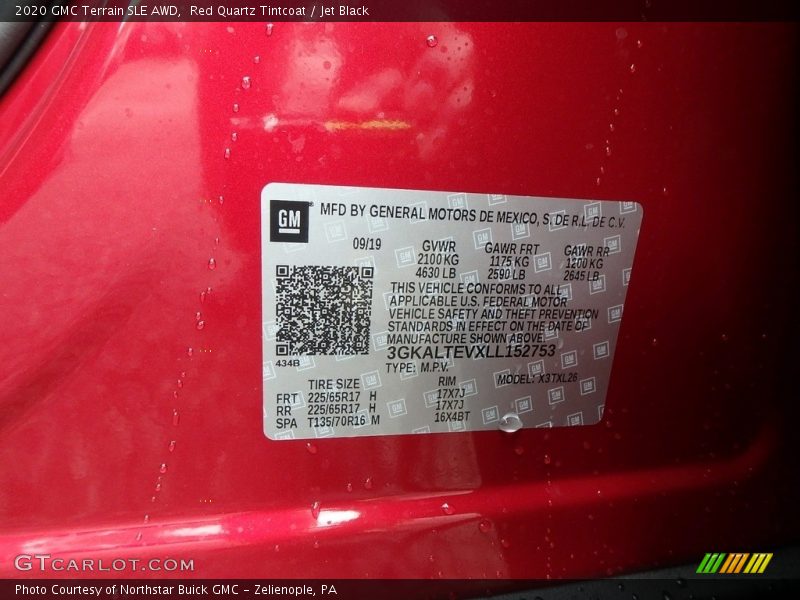 2020 GMC Terrain SLE AWD,  Red Quartz Tintcoat / Jet Black
GM
MFD BY GENERAL MOTORS DE MEXICO, S. DE R.L. DE C.V.
09/19 GVWR GAWR FRT GAWR RR
2100 KG 1175 KG 1200 KG
4630 LB 2590 LB 2645 LB
THIS VEHICLE CONFORMS TO ALL
APPLICABLE U.S. FEDERAL MOTOR
VEHICLE SAFETY AND THEFT PREVENTION
STANDARDS IN EFFECT ON THE DATE OF
MANUFACTURE SHOWN ABOVE.
3GKALTEVXLL152753
434B
TYPE: M.P.V. MODEL: X3TXL26
TIRE SIZE RIM
FRT 225/65R17 H 17X7J
RR 225/65R17 H 17X7J
SPA T135/70R16 M 16X4BT
GTCARLOT.COM
Photo Courtesy of Northstar Buick GMC - Zelienople, PA